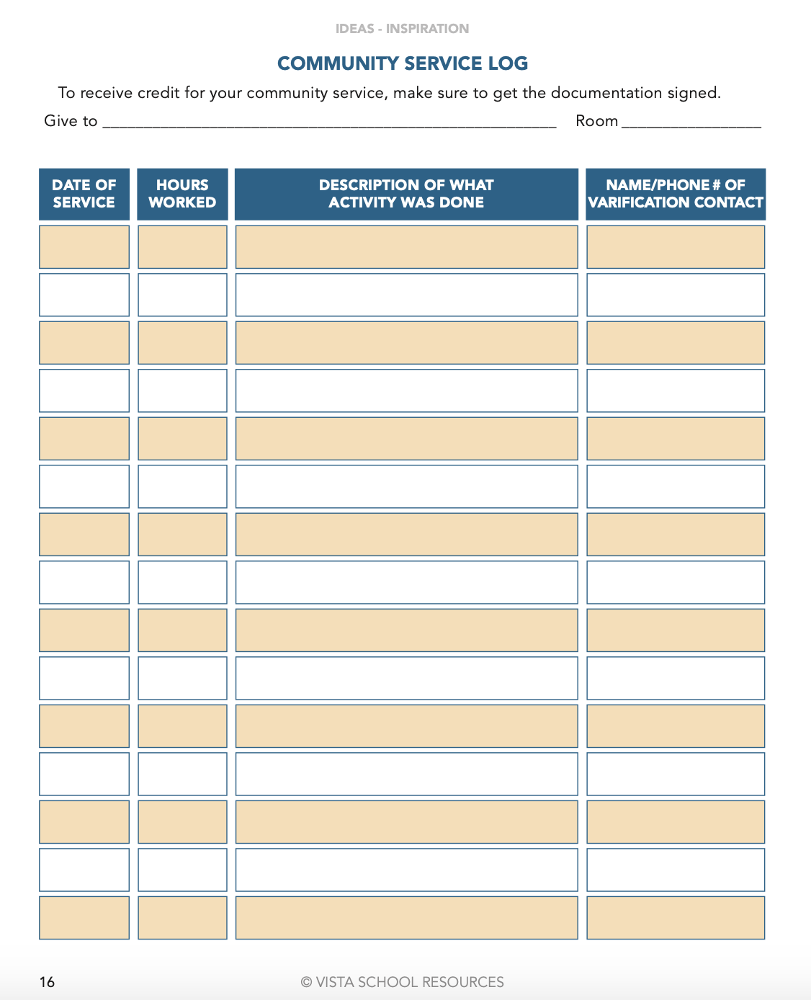 IDEAS - INSPIRATION
COMMUNITY SERVICE LOG
To receive credit for your community service, make sure to get the documentation signed.
Give to ______________________________________________________ Room ________________
DATE OF
SERVICE
HOURS
WORKED
DESCRIPTION OF WHAT
ACTIVITY WAS DONE
NAME/PHONE # OF
VARIFICATION CONTACT
16
© VISTA SCHOOL RESOURCES